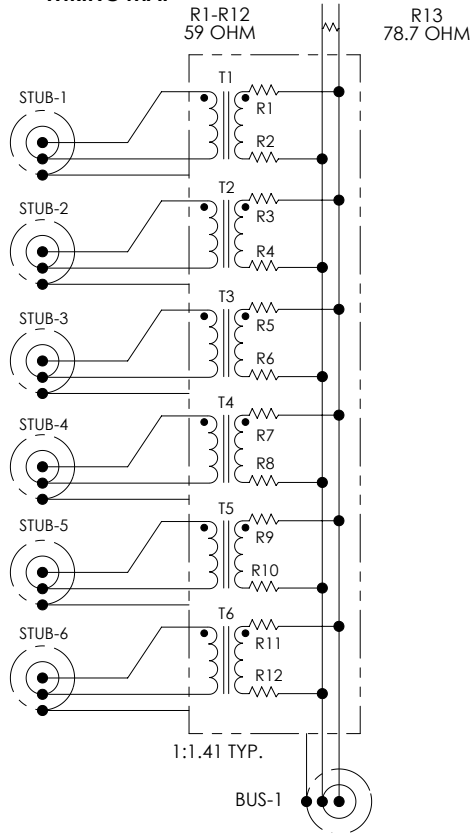 R1-R12
59 OHM
R13
78.7 OHM
STUB-1
T1
R1
R2
STUB-2
T2
R3
R4
STUB-3
T3
R5
R6
STUB-4
T4
R7
R8
STUB-5
T5
R9
R10
STUB-6
T6
R11
R12
1:1.41 TYP.
BUS-1